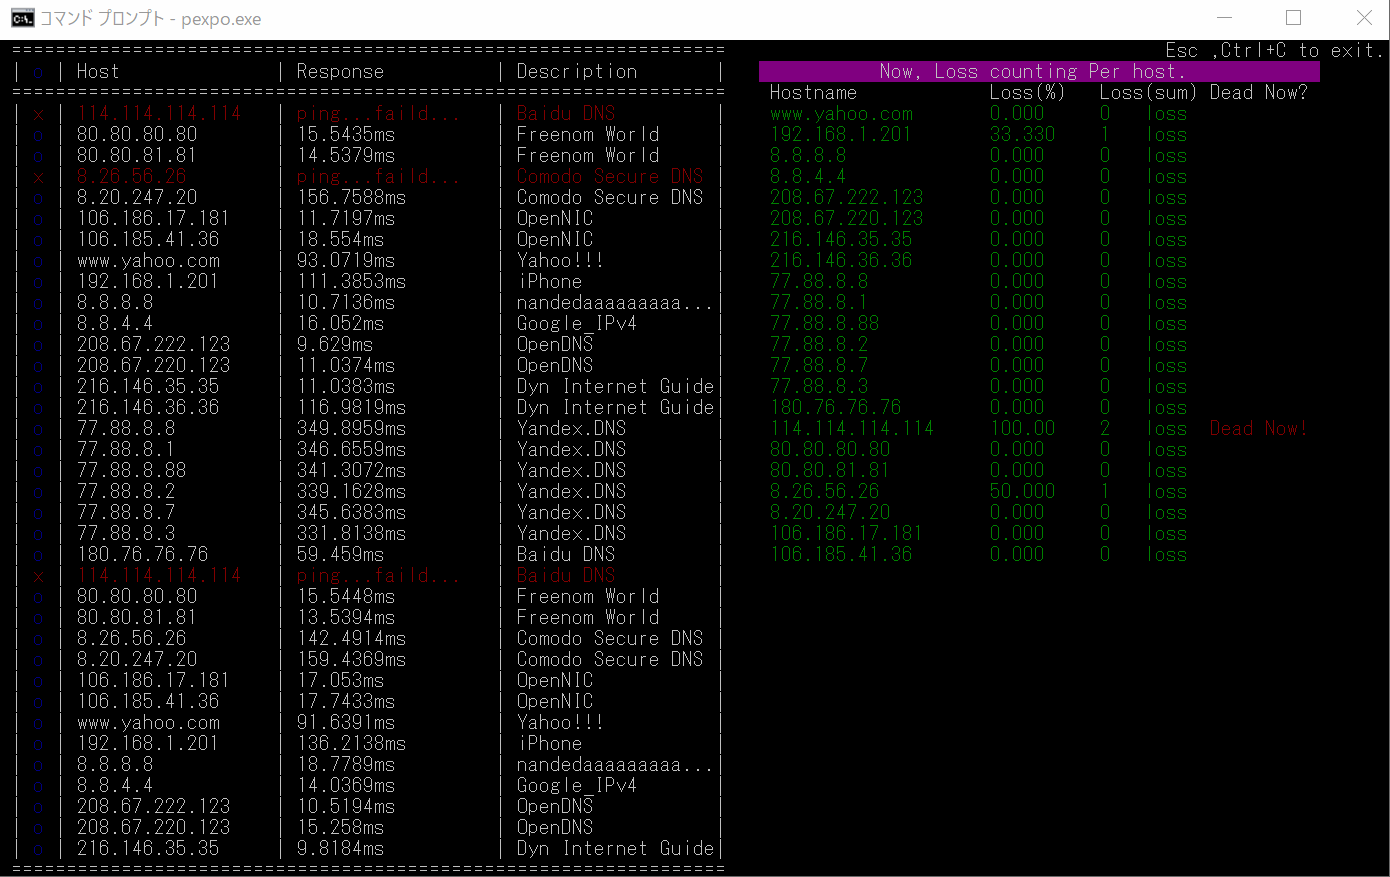 コマンド プロンプト - pexpo.exe
Esc ,Ctrl+C to exit.
===================================================================
| o | Host | Response | Description |
===================================================================
| x | 114.114.114.114 | ping...faild... | Baidu DNS |
| o | 80.80.80.80 | 15.5435ms | Freenom World |
| o | 80.80.81.81 | 14.5379ms | Freenom World |
| x | 8.26.56.26 | ping...faild... | Comodo Secure DNS |
| o | 8.20.247.20 | 156.7588ms | Comodo Secure DNS |
| o | 106.186.17.181 | 11.7197ms | OpenNIC |
| o | 106.185.41.36 | 18.554ms | OpenNIC |
| o | www.yahoo.com | 93.0719ms | Yahoo!!! |
| o | 192.168.1.201 | 111.3853ms | iPhone |
| o | 8.8.8.8 | 10.7136ms | nandedaaaaaaaaa...|
| o | 8.8.4.4 | 16.052ms | Google_IPv4 |
| o | 208.67.222.123 | 9.629ms | OpenDNS |
| o | 208.67.220.123 | 11.0374ms | OpenDNS |
| o | 216.146.35.35 | 11.0383ms | Dyn Internet Guide|
| o | 216.146.36.36 | 116.9819ms | Dyn Internet Guide|
| o | 77.88.8.8 | 349.8959ms | Yandex.DNS |
| o | 77.88.8.1 | 346.6559ms | Yandex.DNS |
| o | 77.88.8.88 | 341.3072ms | Yandex.DNS |
| o | 77.88.8.2 | 339.1628ms | Yandex.DNS |
| o | 77.88.8.7 | 345.6383ms | Yandex.DNS |
| o | 77.88.8.3 | 331.8138ms | Yandex.DNS |
| o | 180.76.76.76 | 59.459ms | Baidu DNS |
| x | 114.114.114.114 | ping...faild... | Baidu DNS |
| o | 80.80.80.80 | 15.5448ms | Freenom World |
| o | 80.80.81.81 | 13.5394ms | Freenom World |
| o | 8.26.56.26 | 142.4914ms | Comodo Secure DNS |
| o | 8.20.247.20 | 159.4369ms | Comodo Secure DNS |
| o | 106.186.17.181 | 17.053ms | OpenNIC |
| o | 106.185.41.36 | 17.7433ms | OpenNIC |
| o | www.yahoo.com | 91.6391ms | Yahoo!!! |
| o | 192.168.1.201 | 136.2138ms | iPhone |
| o | 8.8.8.8 | 18.7789ms | nandedaaaaaaaaa...|
| o | 8.8.4.4 | 14.0369ms | Google_IPv4 |
| o | 208.67.222.123 | 10.5194ms | OpenDNS |
| o | 208.67.220.123 | 15.258ms | OpenDNS |
| o | 216.146.35.35 | 9.8184ms | Dyn Internet Guide|
===================================================================
Now, Loss counting Per host.
Hostname Loss(%) Loss(sum) Dead Now?
www.yahoo.com 0.000 0 loss
192.168.1.201 33.330 1 loss
8.8.8.8 0.000 0 loss
8.8.4.4 0.000 0 loss
208.67.222.123 0.000 0 loss
208.67.220.123 0.000 0 loss
216.146.35.35 0.000 0 loss
216.146.36.36 0.000 0 loss
77.88.8.8 0.000 0 loss
77.88.8.1 0.000 0 loss
77.88.8.88 0.000 0 loss
77.88.8.2 0.000 0 loss
77.88.8.7 0.000 0 loss
77.88.8.3 0.000 0 loss
180.76.76.76 0.000 0 loss
114.114.114.114 100.00 2 loss Dead Now!
80.80.80.80 0.000 0 loss
80.80.81.81 0.000 0 loss
8.26.56.26 50.000 1 loss
8.20.247.20 0.000 0 loss
106.186.17.181 0.000 0 loss
106.185.41.36 0.000 0 loss